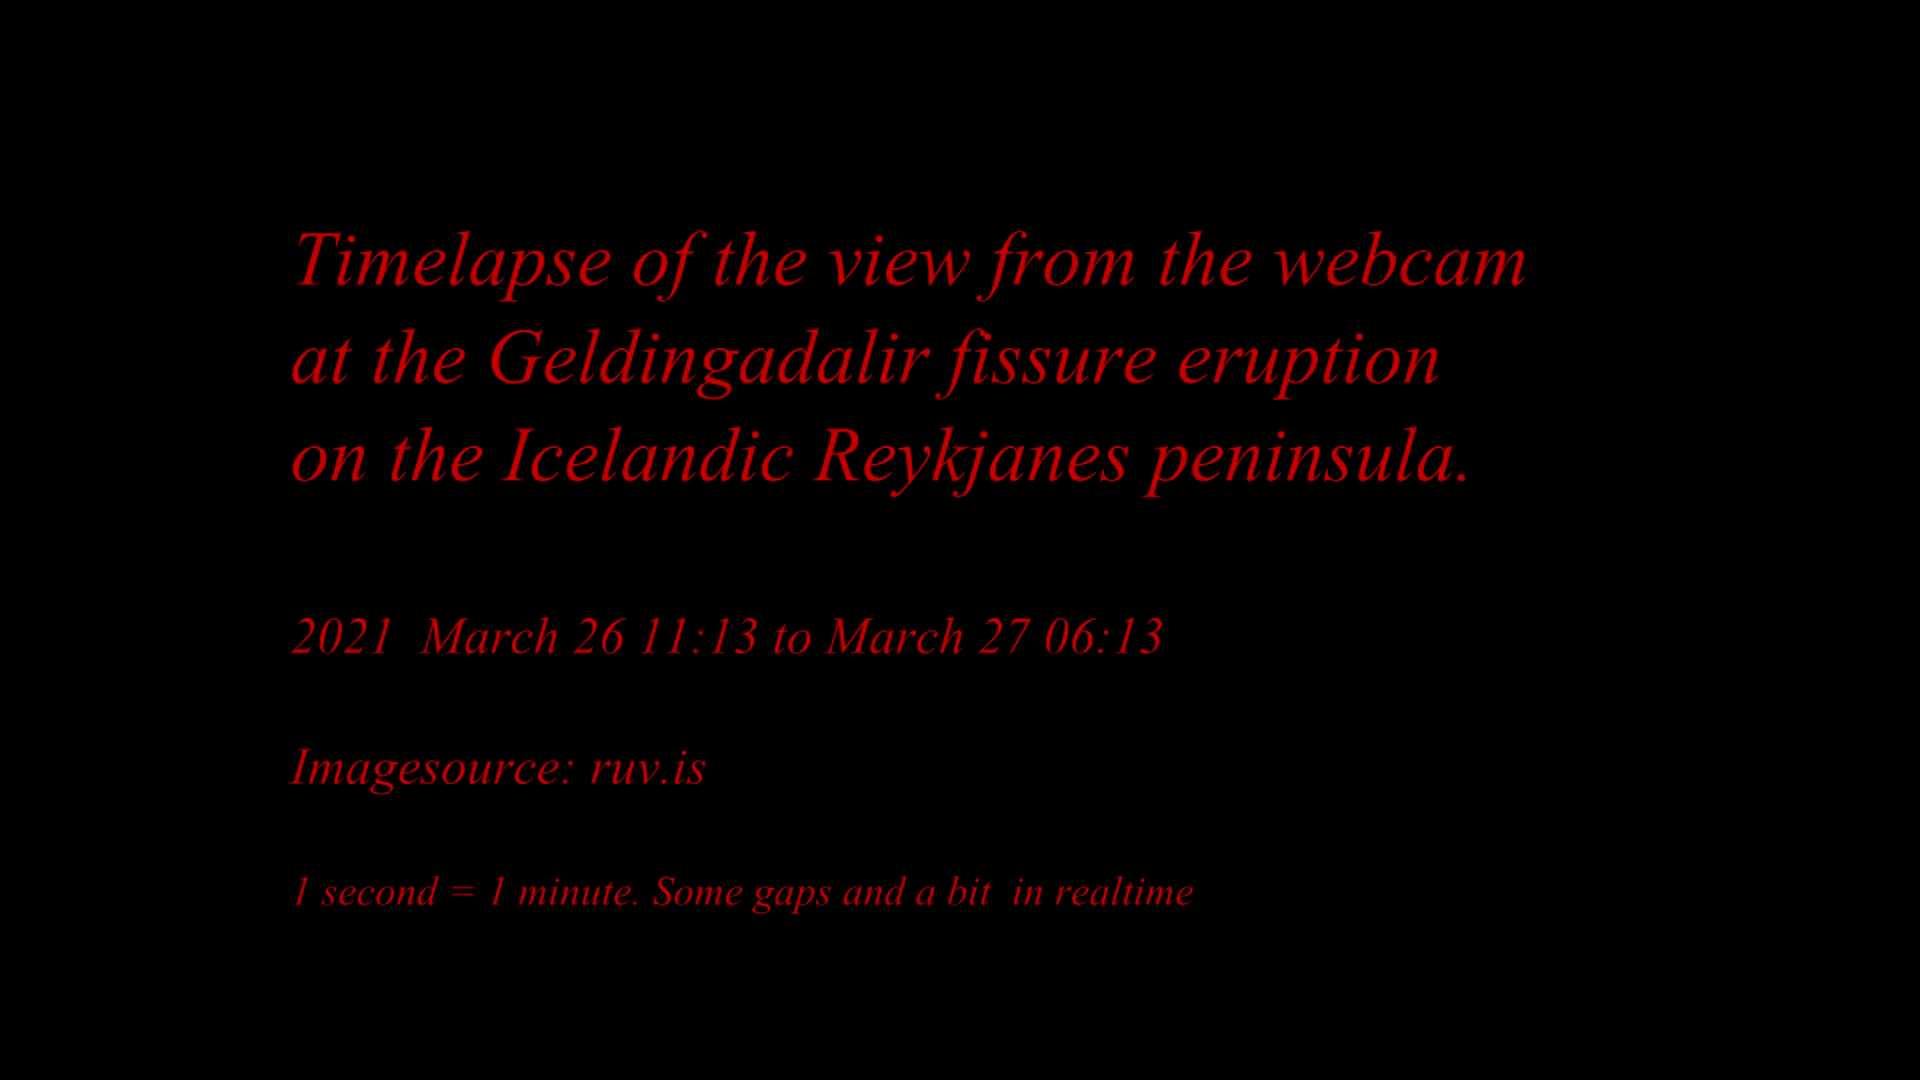 Timelapse of the view from the webcam
at the Geldingadalir fissure eruption
on the Icelandic Reykjanes peninsula.
2021  March 26 11:13 to March 27 06:13
Imagesource: ruv.is
1 second = 1 minute. Some gaps and a bit  in realtime